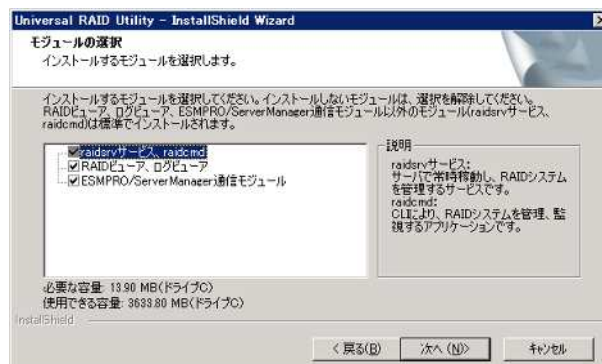 Universal RAID Utility - InstallShield Wizard
モジュールの選択
インストールするモジュールを選択します。
インストールするモジュールを選択してください。インストールしないモジュールは、選択を解除してください。
RAIDビューア、ログビューア、ESMPRO/ServerManager通信モジュール以外のモジュール(raidsrvサービス、
raidcmd)は標準でインストールされます。
raidsrvサービス、raidcmd
RAIDビューア、ログビューア
ESMPRO/ServerManager通信モジュール
説明
raidsrvサービス:
サーバで常時稼動し、RAIDシステム
を管理するサービスです。
raidcmd:
CLIにより、RAIDシステムを管理、監
視するアプリケーションです。
必要な容量: 13.90 MB(ドライブC)
使用できる容量: 3633.80 MB(ドライブC)
InstallShield
< 戻る(B)
次へ (N)>
キャンセル